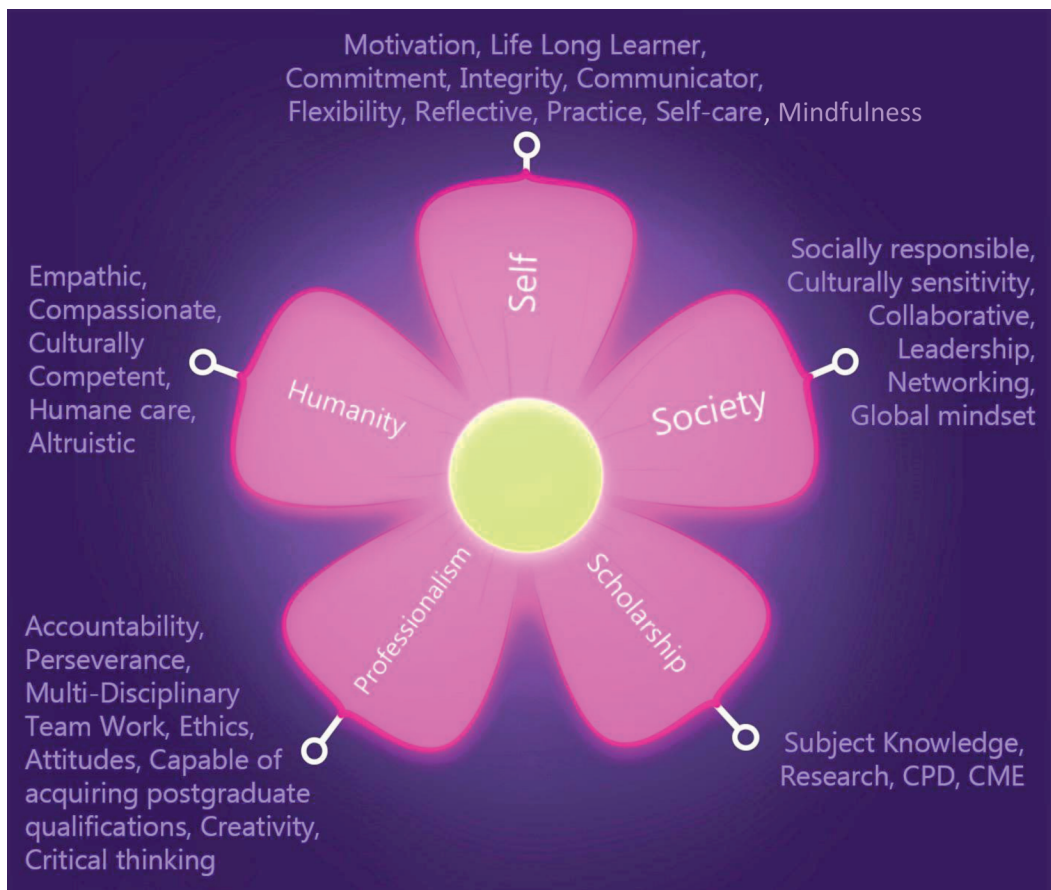 Motivation, Life Long Learner,
Commitment, Integrity, Communicator,
Flexibility, Reflective, Practice, Self-care, Mindfulness
Self
Socially responsible,
Culturally sensitivity,
Collaborative,
Leadership,
Networking,
Global mindset
Society
Empathic,
Compassionate,
Culturally
Competent,
Humane care,
Altruistic
Humanity
Professionalism
Scholarship
Accountability,
Perseverance,
Multi-Disciplinary
Team Work, Ethics,
Attitudes, Capable of
acquiring postgraduate
qualifications, Creativity,
Critical thinking
Subject Knowledge,
Research, CPD, CME